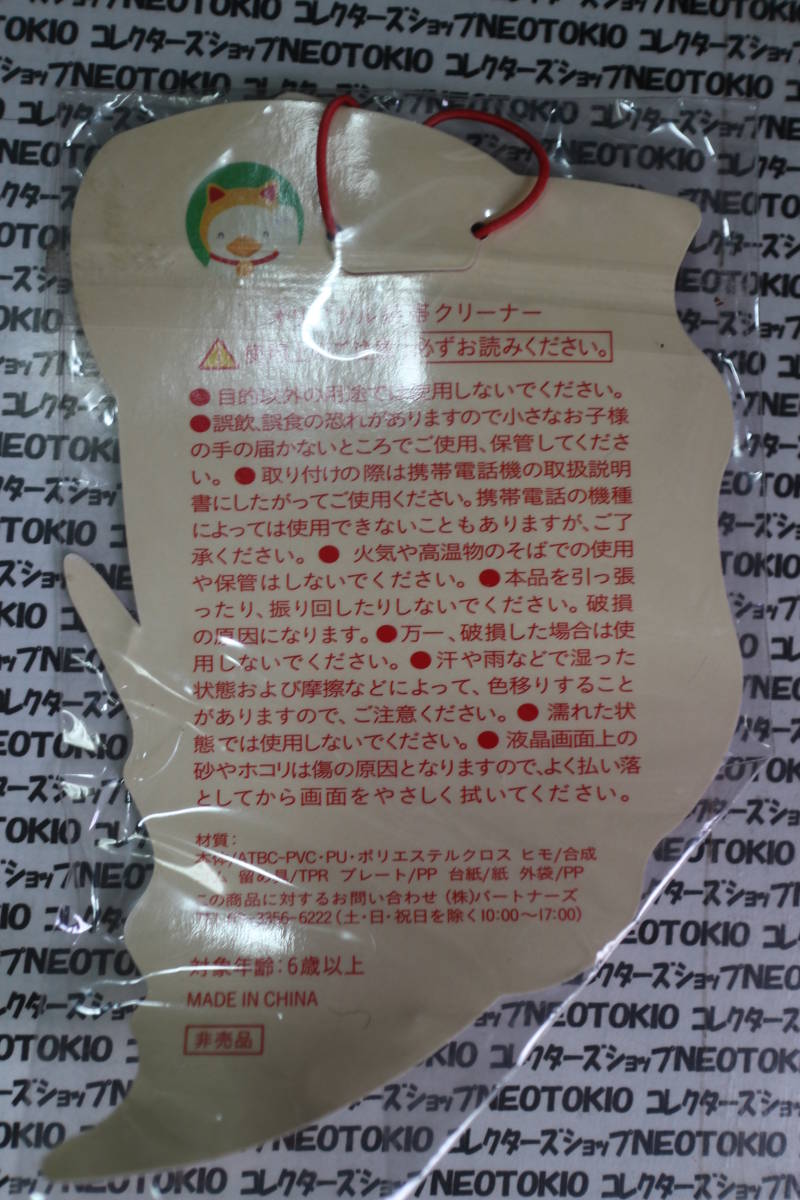 クリーナー
必ずお読みください。
● 目的以外の用途では使用しないでください。
●誤飲、誤食の恐れがありますので小さなお子様
の手の届かないところでご使用、保管してくださ
い。 ● 取り付けの際は携帯電話機の取扱説明
書にしたがってご使用ください。携帯電話の機種
によっては使用できないこともありますが、ご了
承ください。 ● 火気や高温物のそばでの使用
や保管はしないでください。 ●本品を引っ張
ったり、振り回したりしないでください。破損
の原因になります。●万一、破損した場合は使
用しないでください。 ●汗や雨などで湿った
状態および摩擦などによって、色移りすること
がありますので、ご注意ください。 ● 濡れた状
態では使用しないでください。● 液晶画面上の
砂やホコリは傷の原因となりますので、よく払い落
としてから画面をやさしく拭いてください。
材質:
本体/ATBC-PVC・PU・ポリエステルクロス ヒモ/合成
留め具/TPR プレート/PP 台紙/紙 外袋/PP
この商品に対するお問い合わせ (株)パートナーズ
3356-6222(土・日・祝日を除く10:00〜17:00)
対象年齢:6歳以上
MADE IN CHINA
非売品
コレクターズショップNEOTOKIO